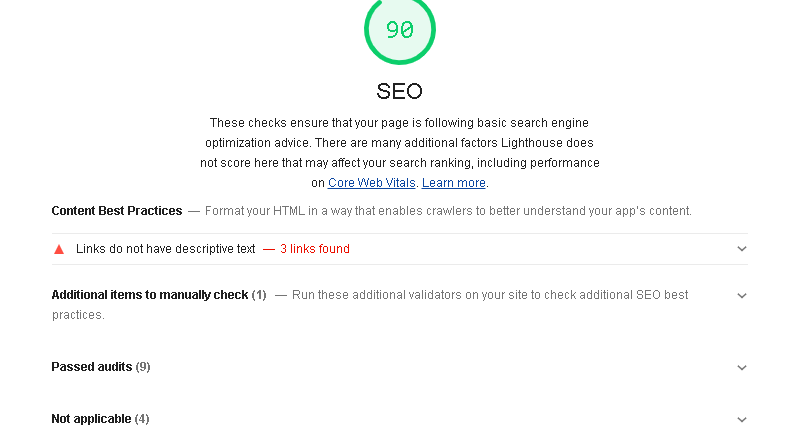 90
SEO
These checks ensure that your page is following basic search engine
optimization advice. There are many additional factors Lighthouse does
not score here that may affect your search ranking, including performance
on Core Web Vitals. Learn more.
Content Best Practices — Format your HTML in a way that enables crawlers to better understand your app's content.
Links do not have descriptive text — 3 links found
Additional items to manually check (1) — Run these additional validators on your site to check additional SEO best
practices.
Passed audits (9)
Not applicable (4)